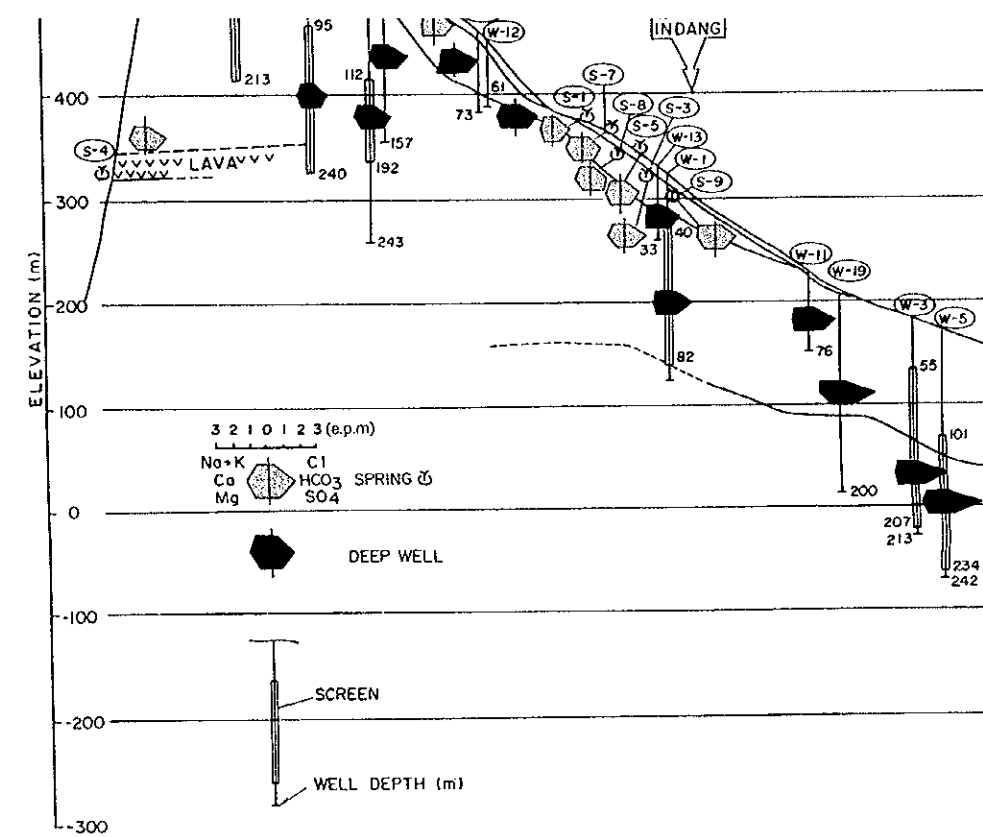 95
W-12
INDANG
213
112
S-7
400
61
S-1
S-8
S-3
73
S-5
W-13
157
S-4
LAVA
192
W-1
240
S-9
300
243
33
40
W-11
W-19
ELEVATION (m)
200
W-3
W-5
82
76
55
100
3 2 1 0 1 2 3 (e.p.m)
101
Na+K Cl
Ca HCO3 SPRING
Mg SO4
200
0
207
213
DEEP WELL
234
242
-100
SCREEN
-200
WELL DEPTH (m)
-300